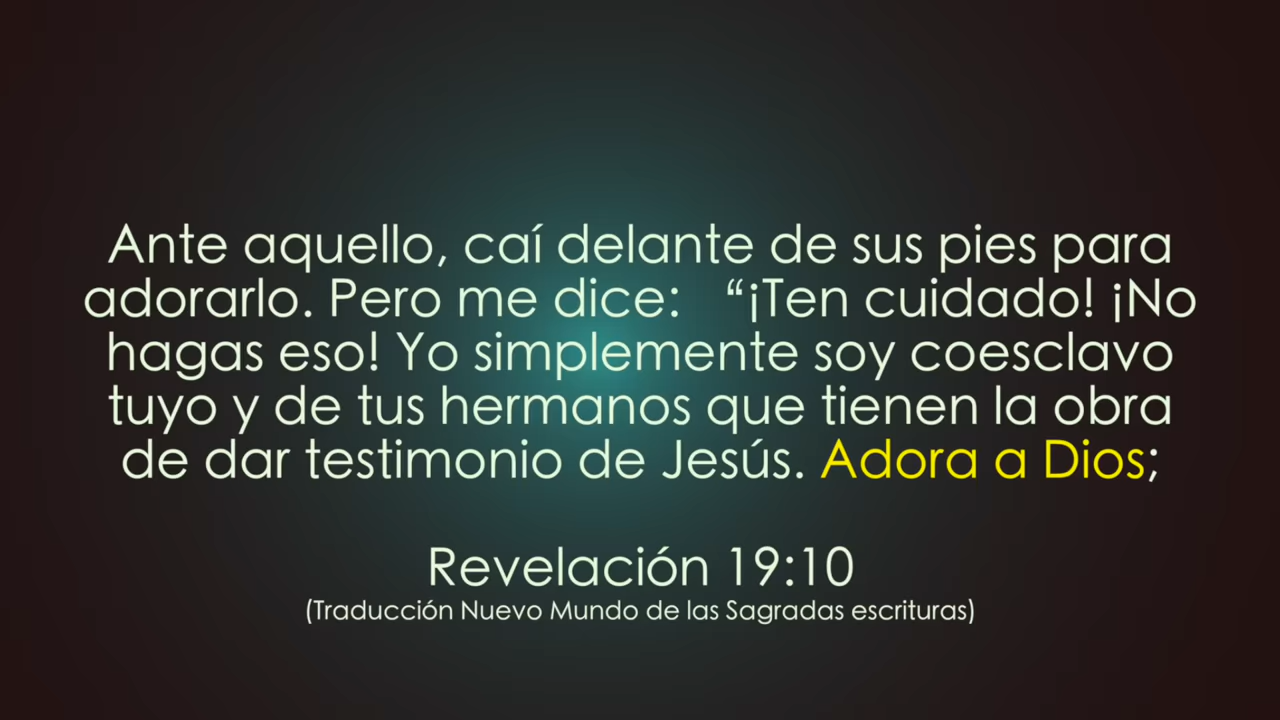 Ante aquello, caí delante de sus pies para
adorarlo. Pero me dice: “¡Ten cuidado! ¡No
hagas eso! Yo simplemente soy coesclavo
tuyo y de tus hermanos que tienen la obra
de dar testimonio de Jesús. Adora a Dios;
Revelación 19:10
(Traducción Nuevo Mundo de las Sagradas escrituras)